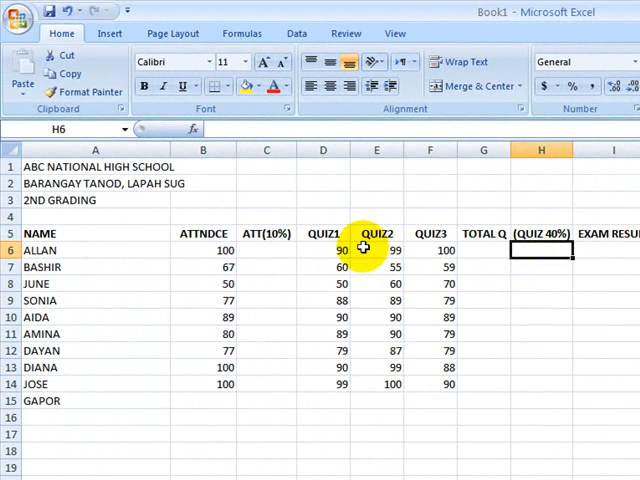 Book1 - Microsoft Excel
Home Insert Page Layout Formulas Data Review View
Paste
Cut
Copy
Format Painter
Calibri 11 A A
B I U A
Wrap Text
Merge & Center
General
$ % , .0 .00
Clipboard Font Alignment Number
H6 fx
A B C D E F G H I
1 ABC NATIONAL HIGH SCHOOL
2 BARANGAY TANOD, LAPAH SUG
3 2ND GRADING
4
5 NAME ATTNDCE ATT(10%) QUIZ1 QUIZ2 QUIZ3 TOTAL Q (QUIZ 40%) EXAM RESU
6 ALLAN 100 90 99 100
7 BASHIR 67 60 55 59
8 JUNE 50 50 60 70
9 SONIA 77 88 89 79
10 AIDA 89 90 90 89
11 AMINA 80 89 90 79
12 DAYAN 77 79 87 79
13 DIANA 100 90 99 88
14 JOSE 100 99 100 90
15 GAPOR
16
17
18
19